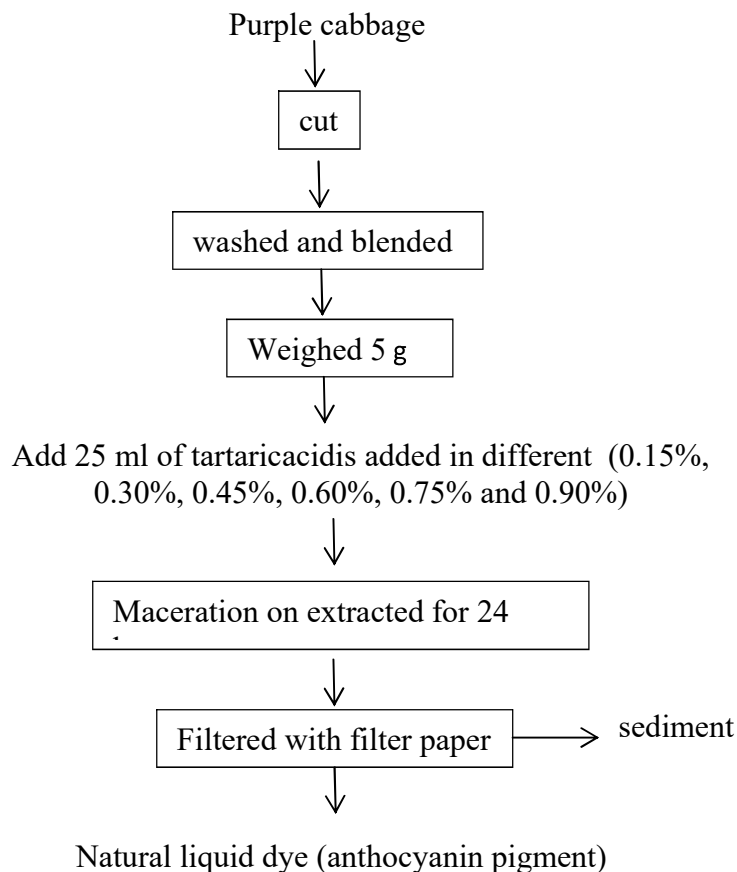 Purple cabbage
cut
washed and blended
Weighed 5 g
Add 25 ml of tartaricacidis added in different (0.15%,
0.30%, 0.45%, 0.60%, 0.75% and 0.90%)
Maceration on extracted for 24
Filtered with filter paper
sediment
Natural liquid dye (anthocyanin pigment)